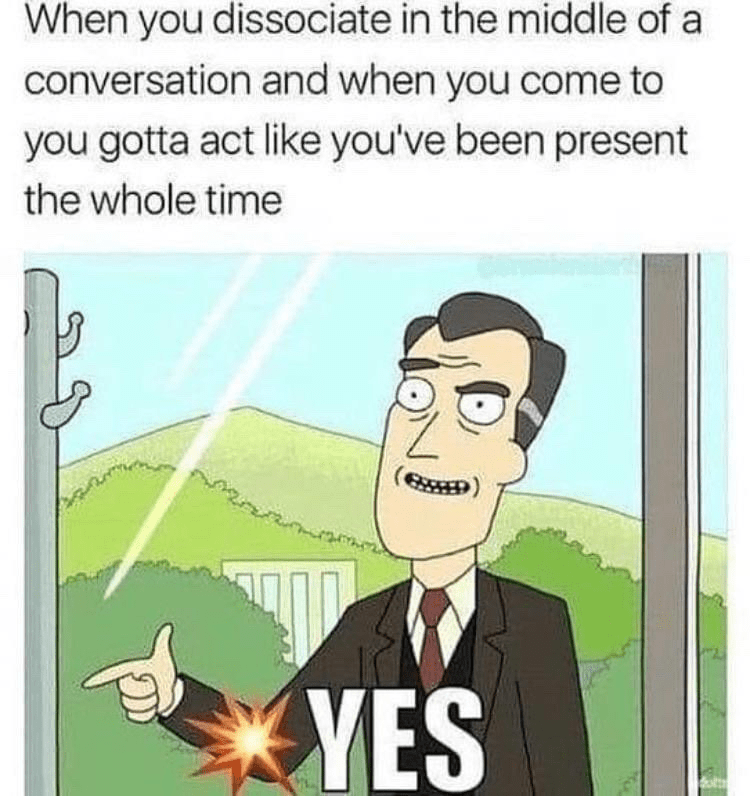 When you dissociate in the middle of a
conversation and when you come to
you gotta act like you've been present
the whole time
YES